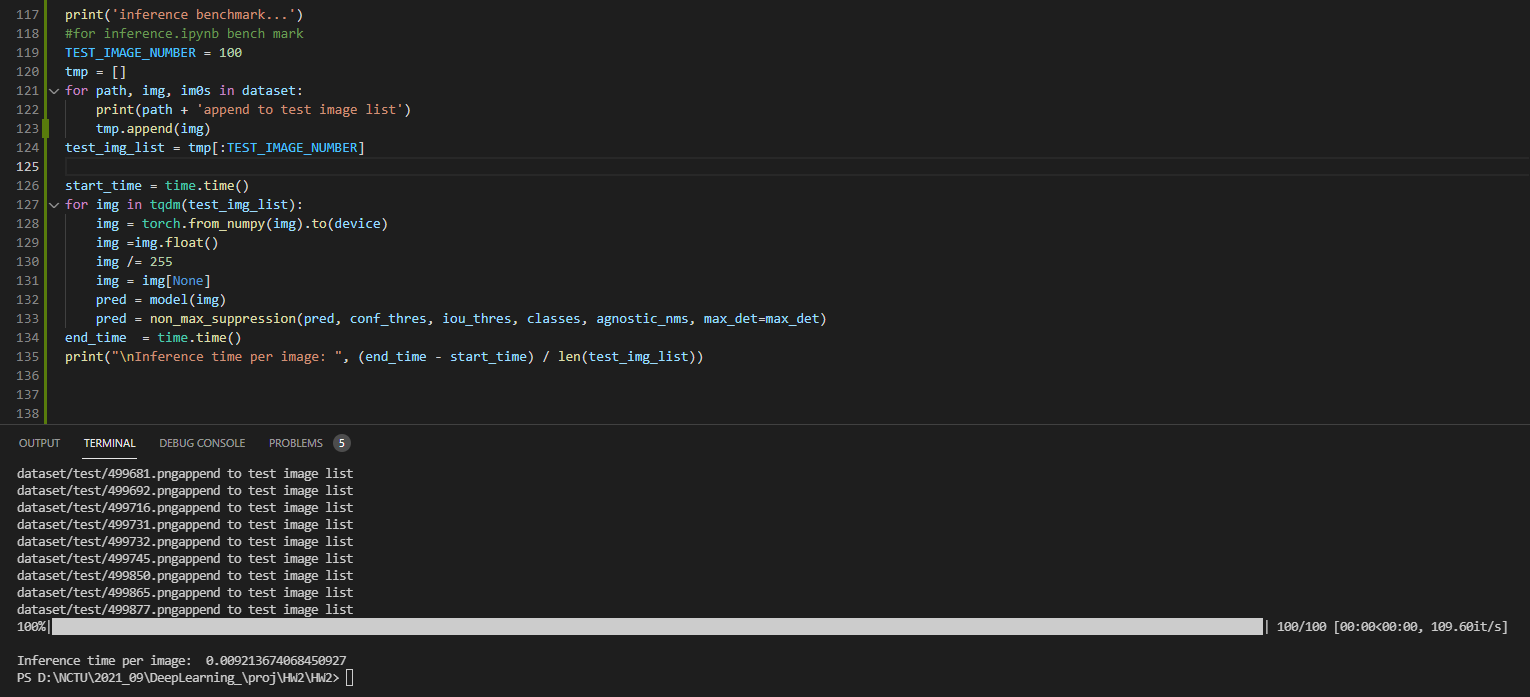 117 print('inference benchmark...')
118 #for inference.ipynb bench mark
119 TEST_IMAGE_NUMBER = 100
120 tmp = []
121 for path, img, im0s in dataset:
122     print(path + 'append to test image list')
123     tmp.append(img)
124 test_img_list = tmp[:TEST_IMAGE_NUMBER]
125
126 start_time = time.time()
127 for img in tqdm(test_img_list):
128     img = torch.from_numpy(img).to(device)
129     img =img.float()
130     img /= 255
131     img = img[None]
132     pred = model(img)
133     pred = non_max_suppression(pred, conf_thres, iou_thres, classes, agnostic_nms, max_det=max_det)
134 end_time  = time.time()
135 print("\nInference time per image: ", (end_time - start_time) / len(test_img_list))
136
137
138
OUTPUT TERMINAL DEBUG CONSOLE PROBLEMS 5
dataset/test/499681.pngappend to test image list
dataset/test/499692.pngappend to test image list
dataset/test/499716.pngappend to test image list
dataset/test/499731.pngappend to test image list
dataset/test/499732.pngappend to test image list
dataset/test/499745.pngappend to test image list
dataset/test/499850.pngappend to test image list
dataset/test/499865.pngappend to test image list
dataset/test/499877.pngappend to test image list
100%| | 100/100 [00:00<00:00, 109.60it/s]
Inference time per image:  0.009213674068450927
PS D:\NCTU\2021_09\DeepLearning_\proj\HW2\HW2>